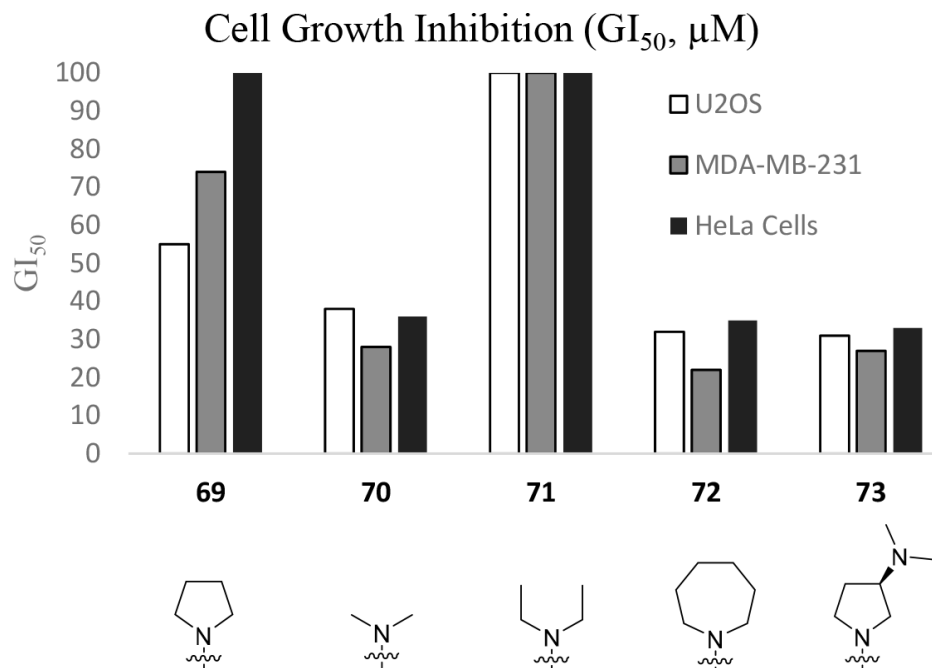 Cell Growth Inhibition (GI₅₀, µM)
100
90
80
70
60
50
40
30
20
10
0
GI₅₀
U2OS
MDA-MB-231
HeLa Cells
69 70 71 72 73
N
N N N N N